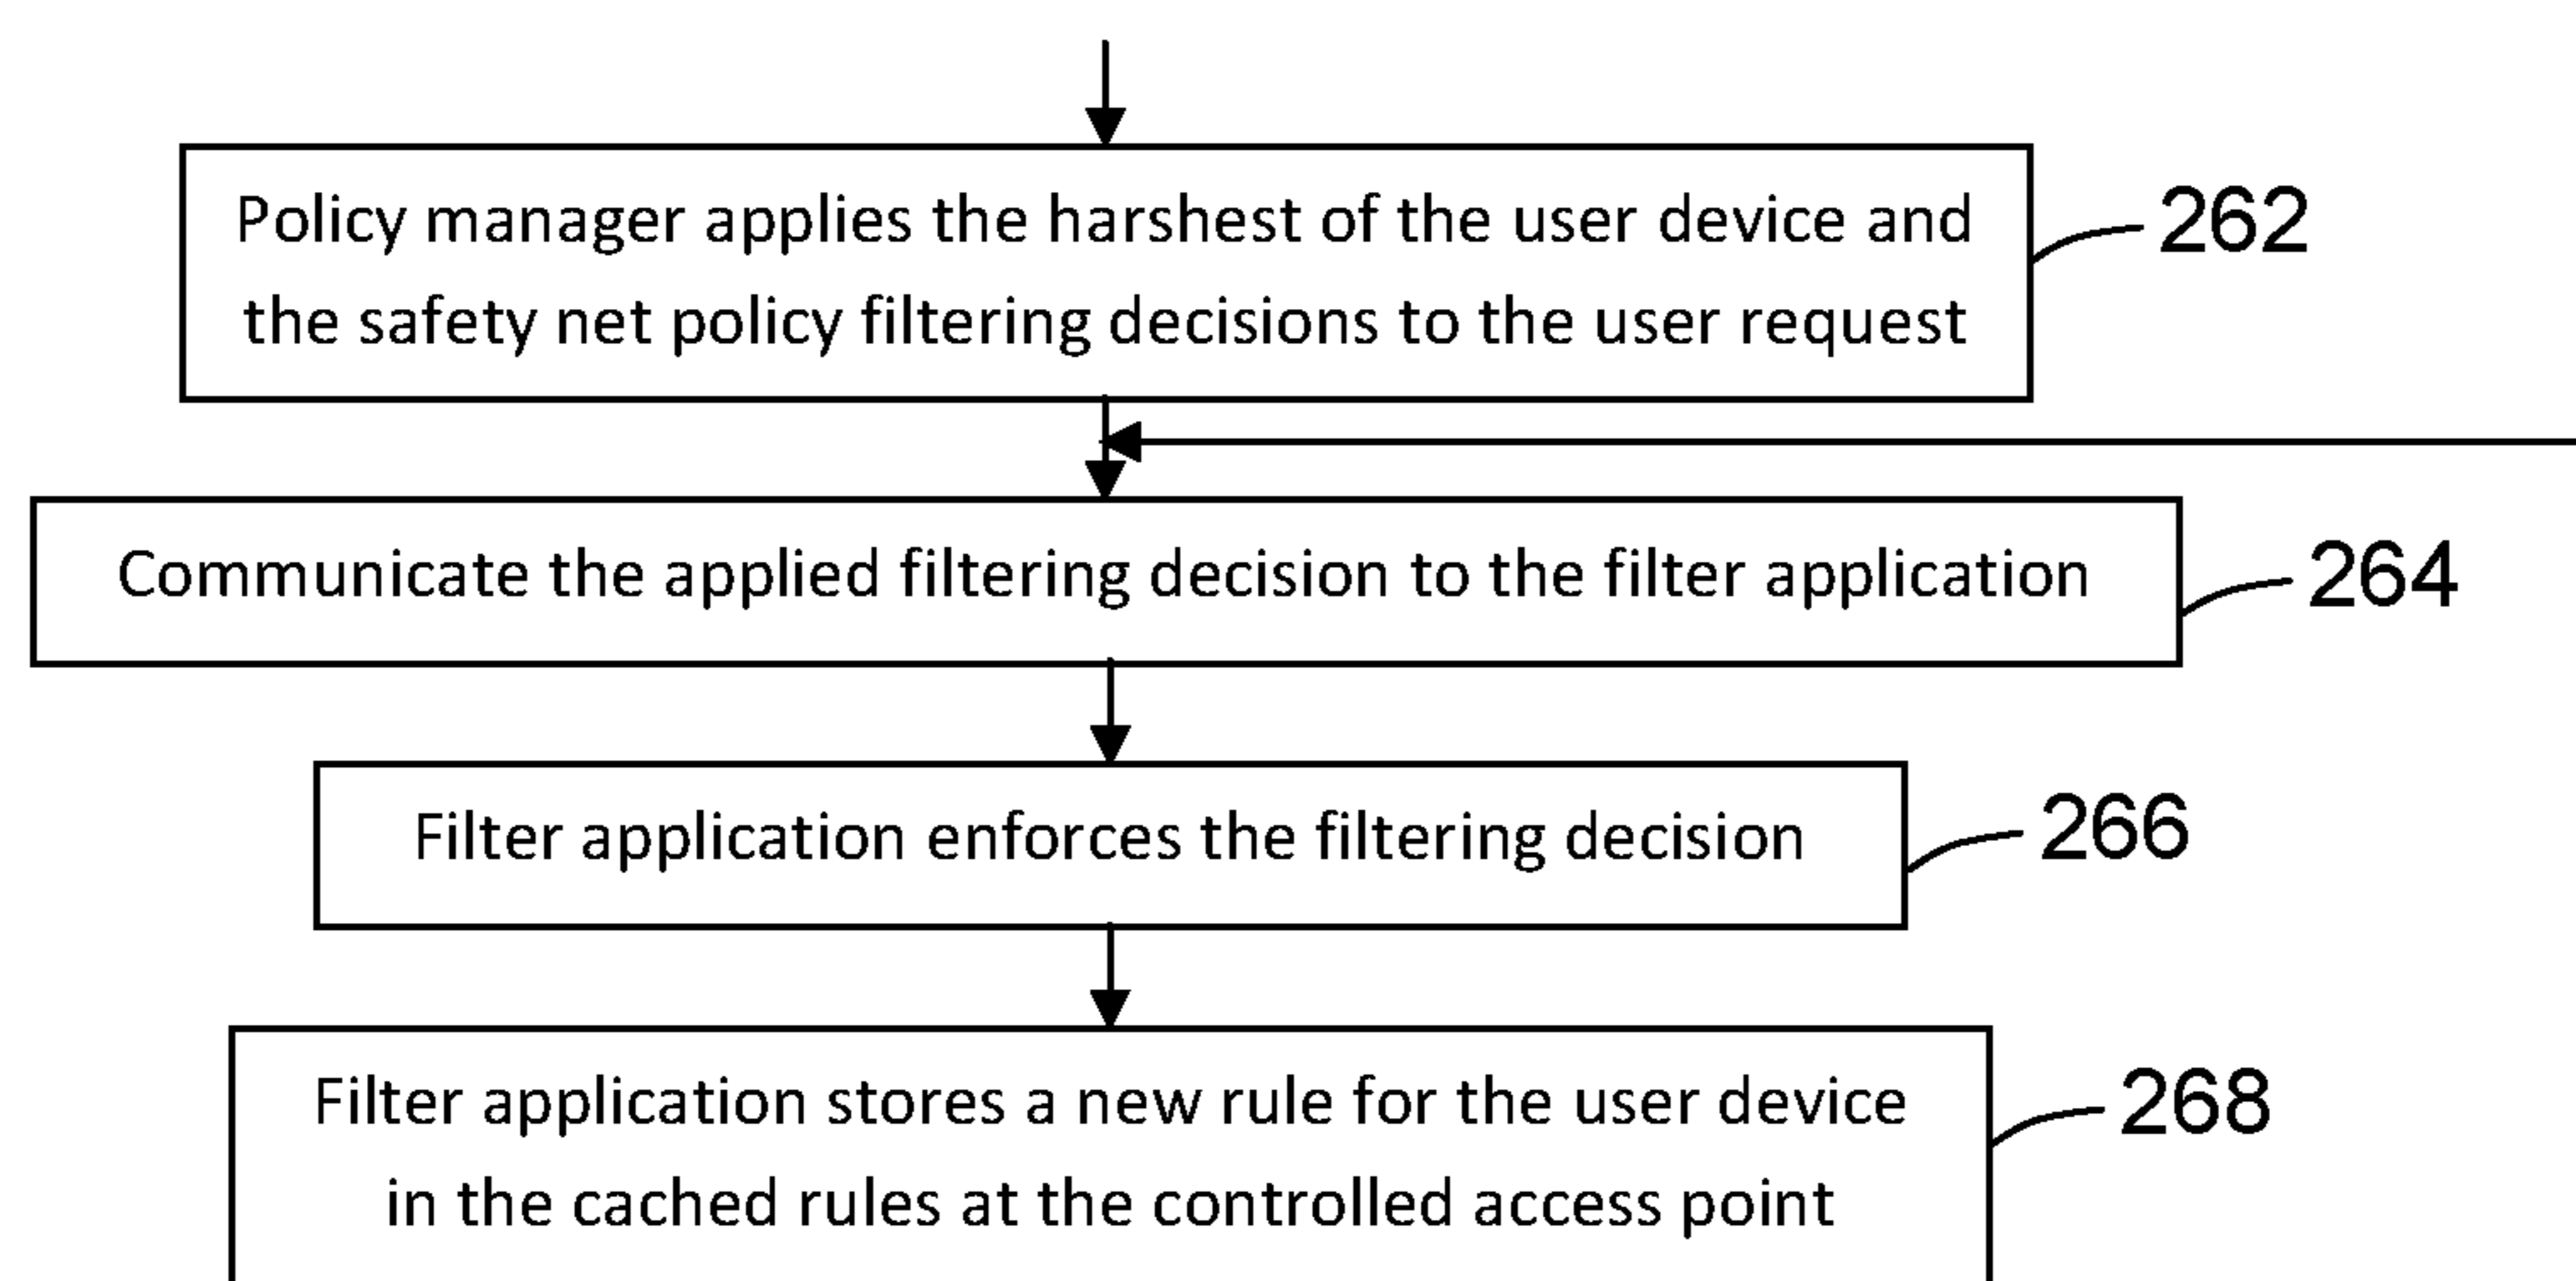 Policy manager applies the harshest of the user device and
the safety net policy filtering decisions to the user request
262
Communicate the applied filtering decision to the filter application
264
Filter application enforces the filtering decision
266
Filter application stores a new rule for the user device
in the cached rules at the controlled access point
268